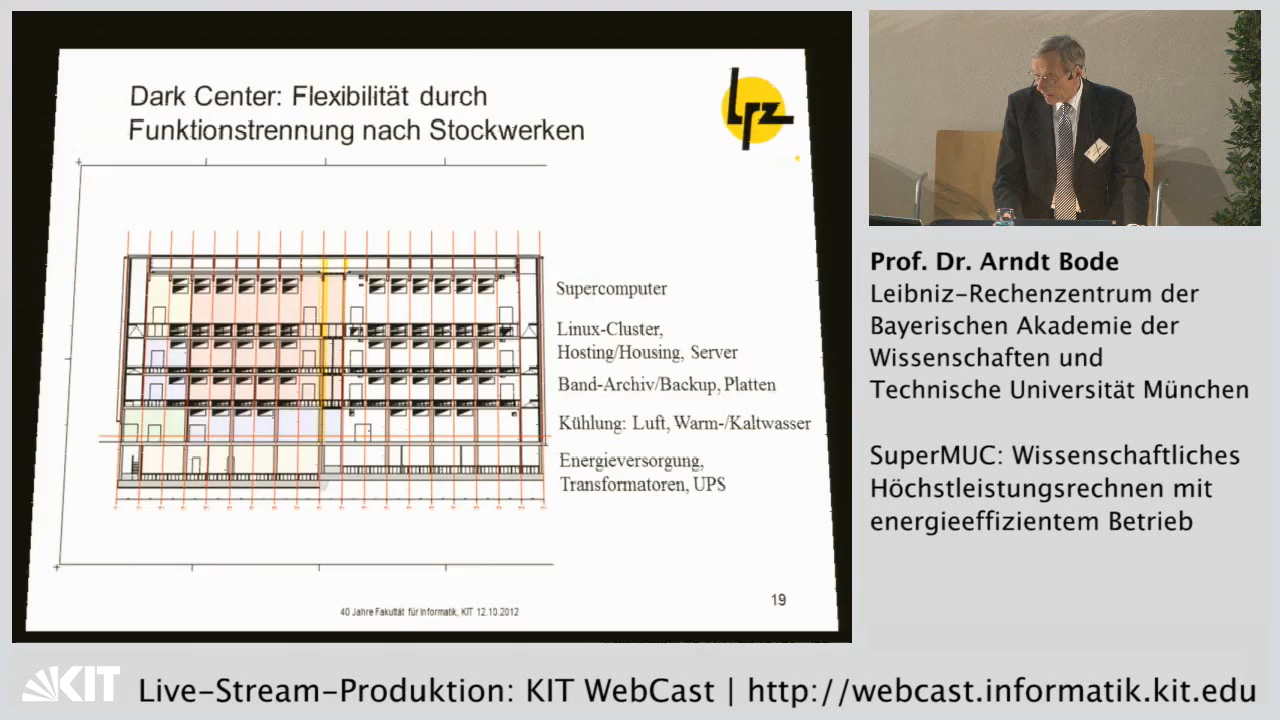 Dark Center: Flexibilität durch
Funktionstrennung nach Stockwerken
lrz
Supercomputer
Linux-Cluster,
Hosting/Housing, Server
Band-Archiv/Backup, Platten
Kühlung: Luft, Warm-/Kaltwasser
Energieversorgung,
Transformatoren, UPS
40 Jahre Fakultät für Informatik, KIT 12.10.2012
19
Prof. Dr. Arndt Bode
Leibniz-Rechenzentrum der
Bayerischen Akademie der
Wissenschaften und
Technische Universität München
SuperMUC: Wissenschaftliches
Höchstleistungsrechnen mit
energieeffizientem Betrieb
KIT
Live-Stream-Produktion: KIT WebCast | http://webcast.informatik.kit.edu